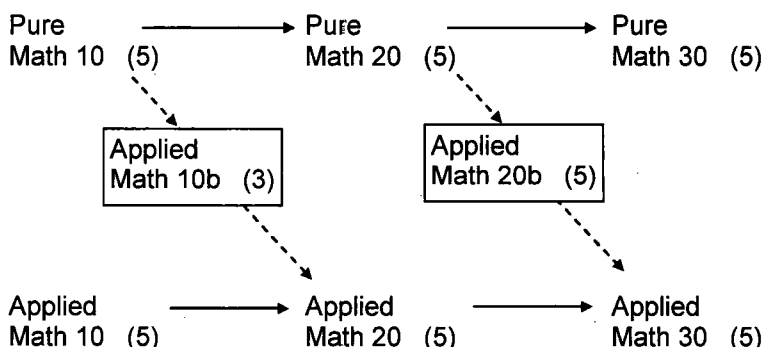 Pure
Math 10 (5)
Pure
Math 20 (5)
Pure
Math 30 (5)
Applied
Math 10b (3)
Applied
Math 20b (5)
Applied
Math 10 (5)
Applied
Math 20 (5)
Applied
Math 30 (5)